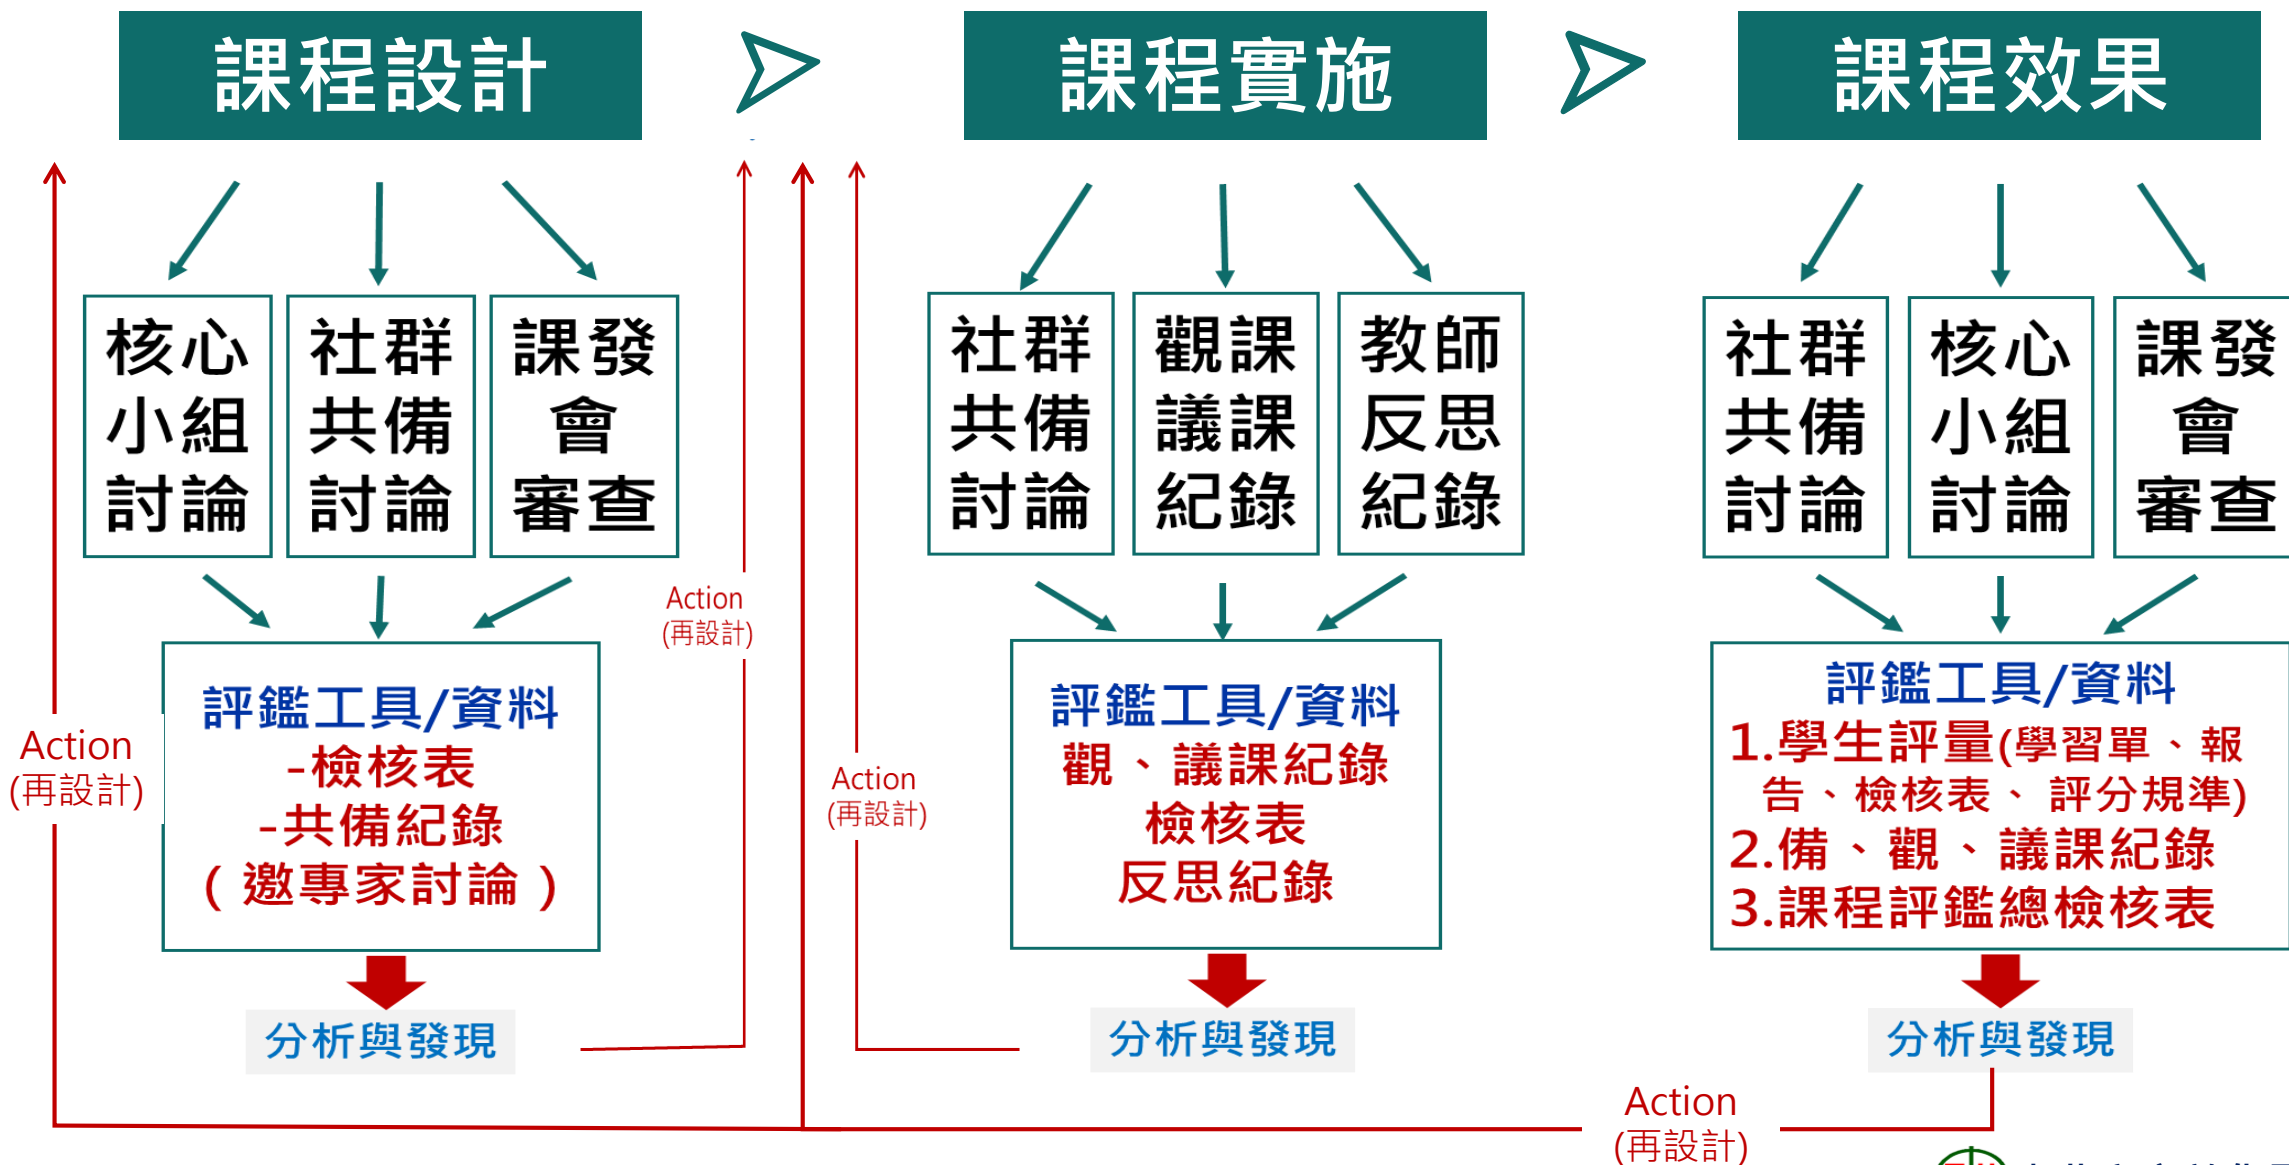 課程設計
課程實施
課程效果
核心
小組
討論
社群
共備
討論
課發
會
審查
社群
共備
討論
觀課
議課
紀錄
教師
反思
紀錄
社群
共備
討論
核心
小組
討論
課發
會
審查
Action
(再設計)
評鑑工具/資料
-檢核表
-共備紀錄
(邀專家討論)
Action
(再設計)
Action
(再設計)
評鑑工具/資料
觀、議課紀錄
檢核表
反思紀錄
評鑑工具/資料
1.學生評量(學習單、報
告、檢核表、評分規準)
2.備、觀、議課紀錄
3.課程評鑑總檢核表
分析與發現
分析與發現
分析與發現
Action
(再設計)